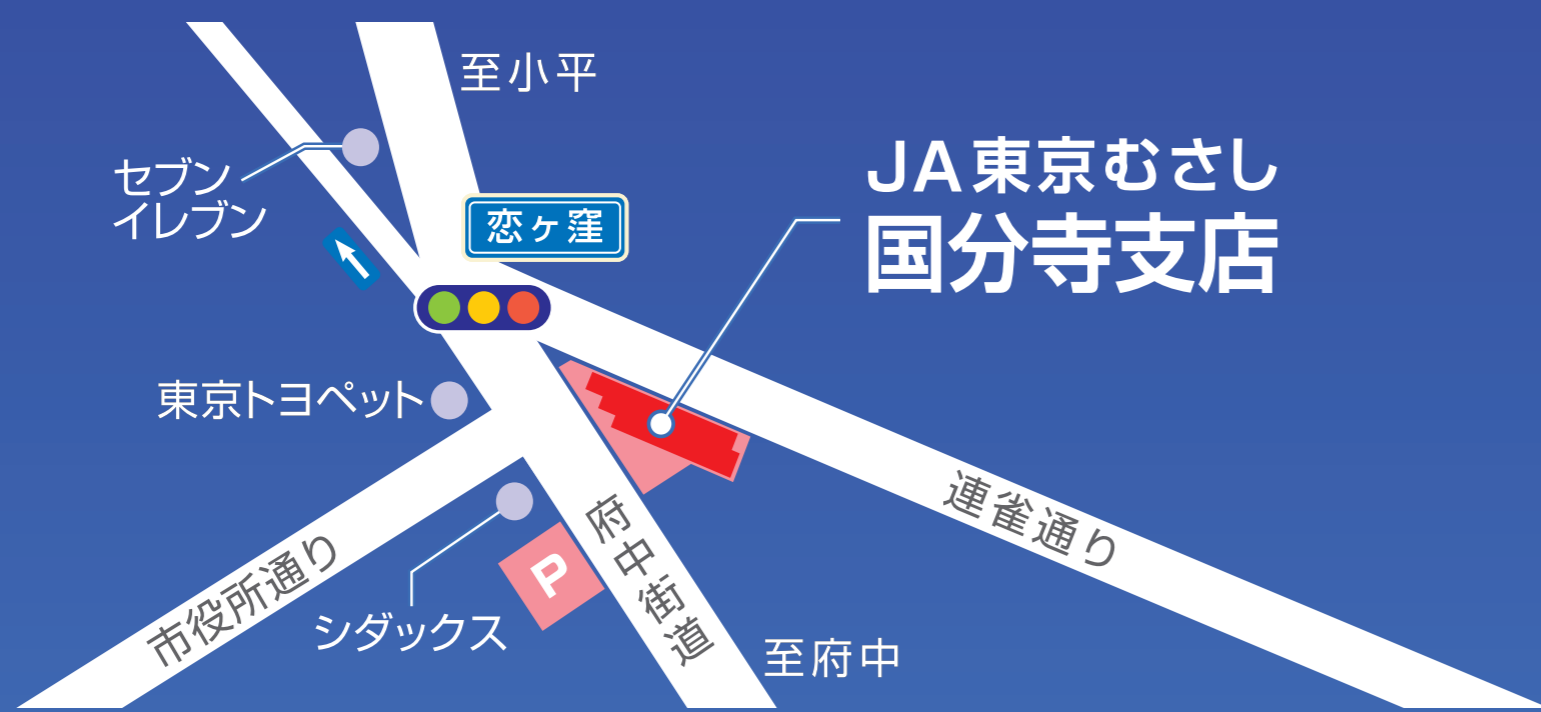 至小平
セブン
イレブン
恋ヶ窪
JA東京むさし
国分寺支店
東京トヨペット
連雀通り
府中街道
P
市役所通り
シダックス
至府中